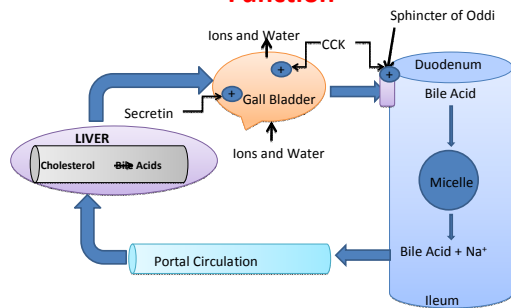 Function
Sphincter of Oddi
Ions and Water
CCK
+
+
Duodenum
Gall Bladder
+
Bile Acid
Secretin
LIVER
Ions and Water
Cholesterol
Bile Acids
Micelle
Bile Acid + Na⁺
Portal Circulation
Ileum